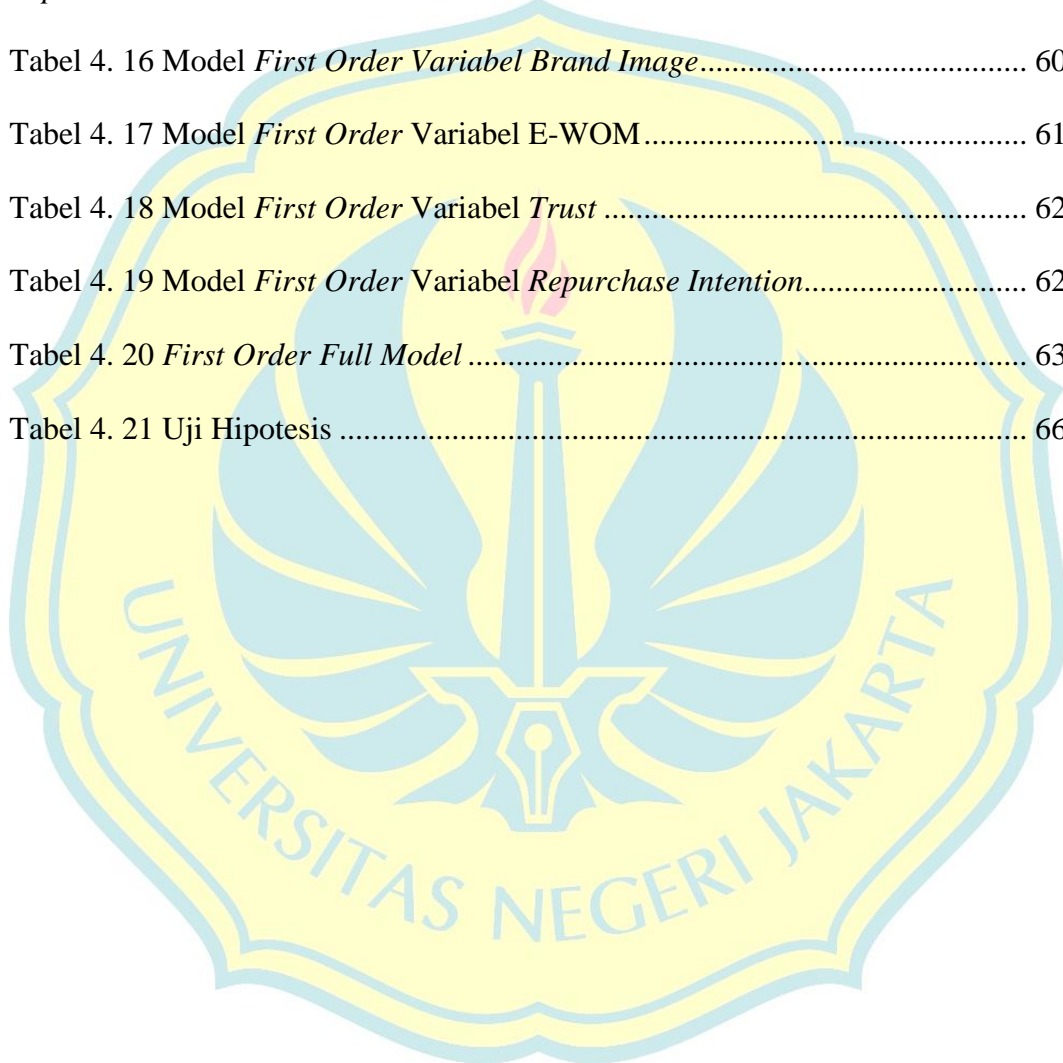 Tabel 4. 16 Model First Order Variabel Brand Image.................................... 60
Tabel 4. 17 Model First Order Variabel E-WOM.......................................... 61
Tabel 4. 18 Model First Order Variabel Trust .............................................. 62
Tabel 4. 19 Model First Order Variabel Repurchase Intention........................ 62
Tabel 4. 20 First Order Full Model .............................................................. 63
Tabel 4. 21 Uji Hipotesis ............................................................................ 66
UNIVERSITAS NEGERI JAKARTA